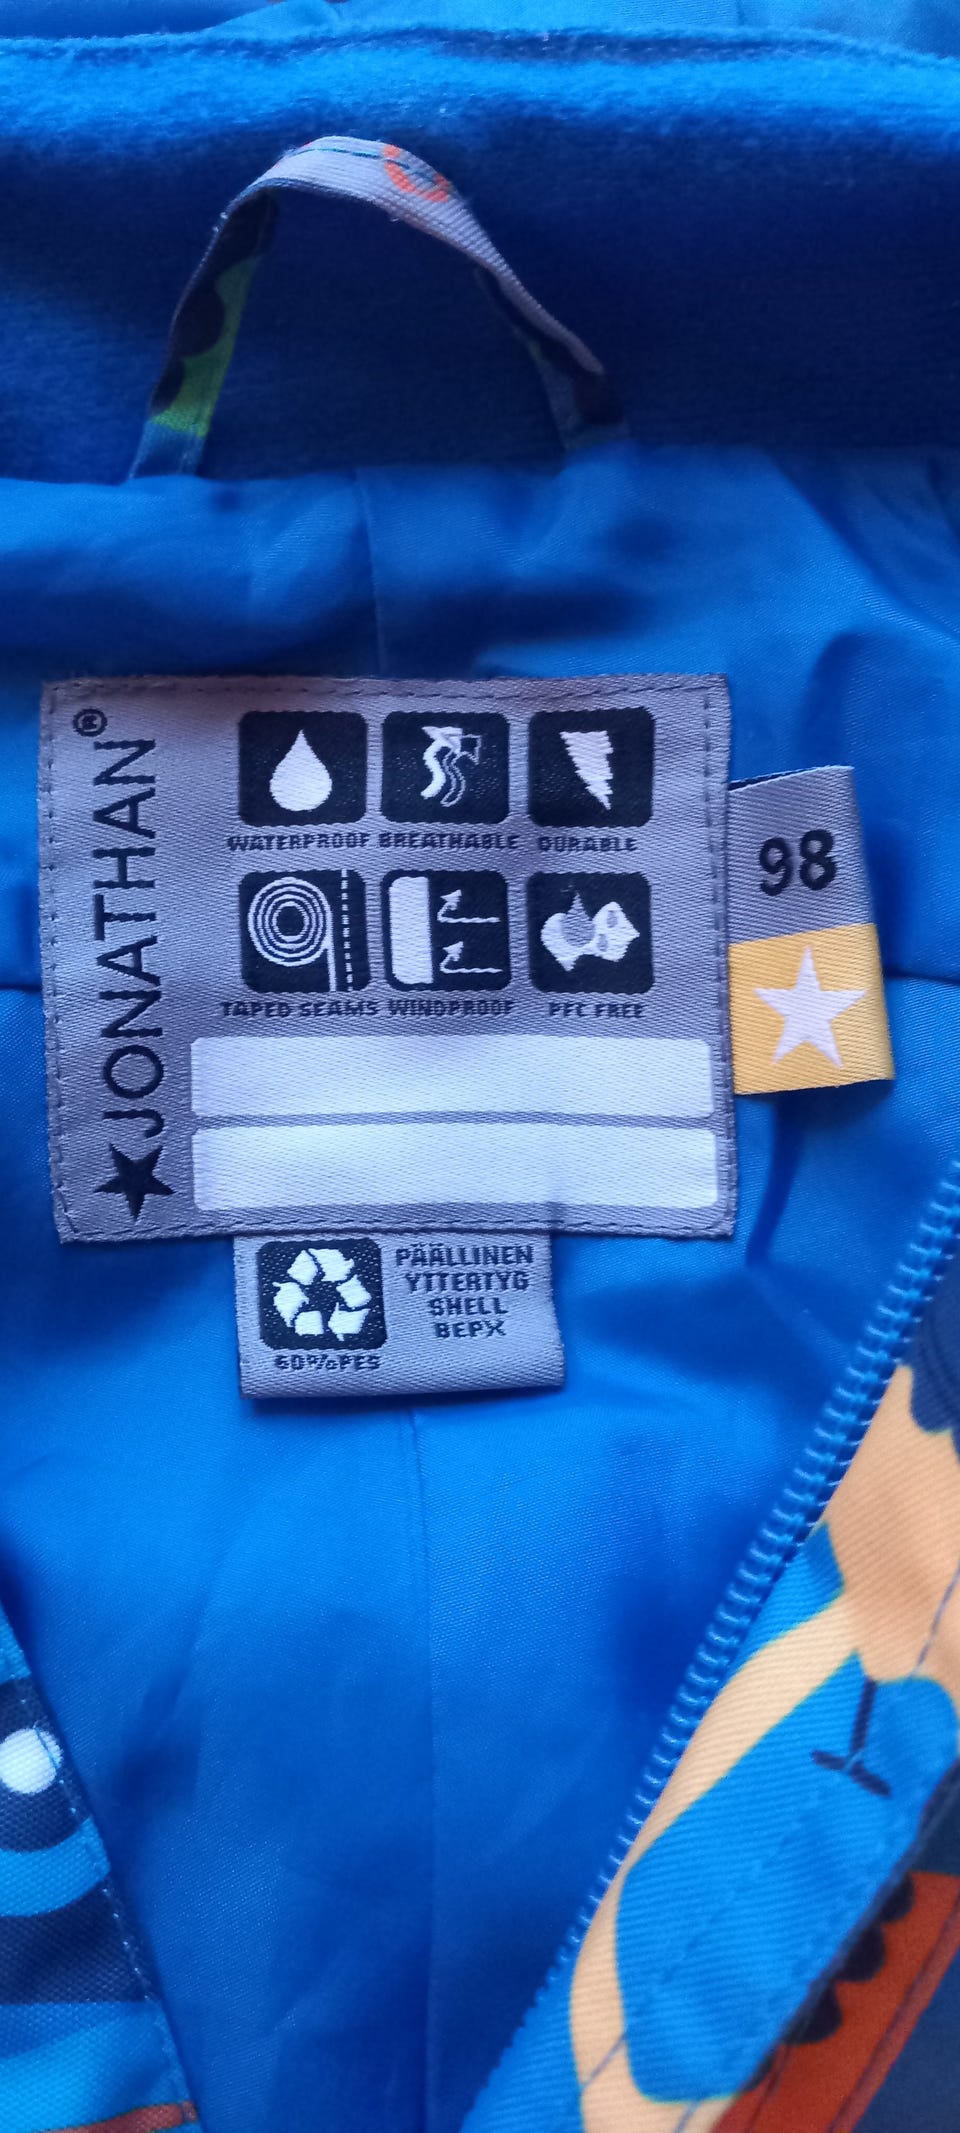 JONATHAN®
WATERPROOF BREATHABLE DURABLE
TAPED SEAMS WINDPROOF PFC FREE
98
PÄÄLLINEN
YTTERTYG
SHELL
ВЕРХ
60%PES